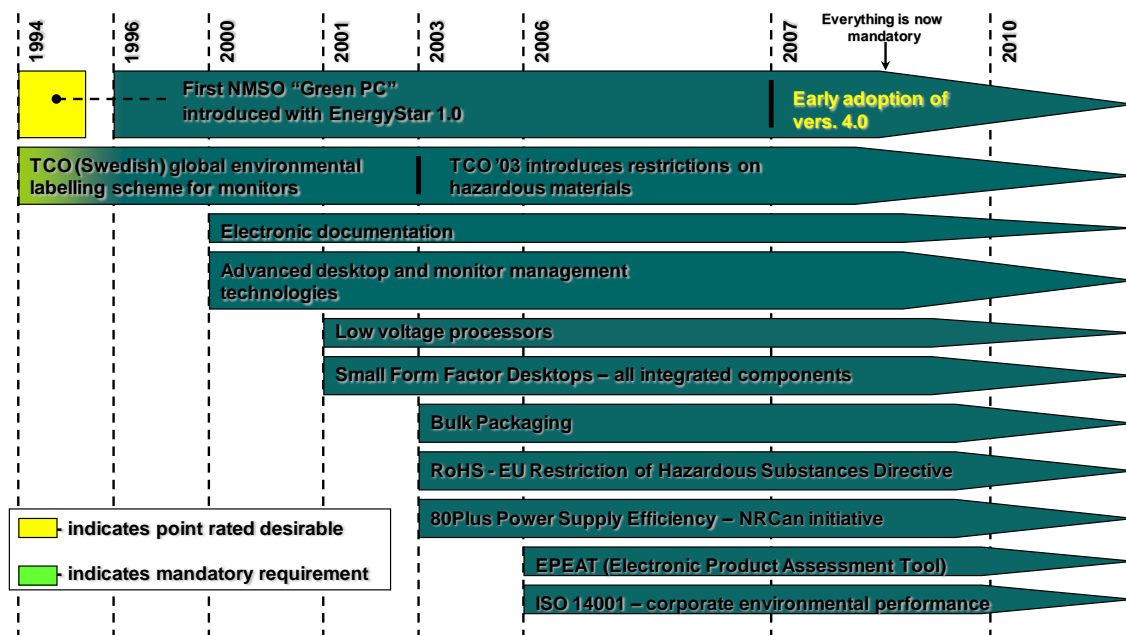 1994
1996
2000
2001
2003
2006
2007
2010
Everything is now
mandatory
First NMSO “Green PC”
introduced with EnergyStar 1.0
Early adoption of
vers. 4.0
TCO (Swedish) global environmental
labelling scheme for monitors
TCO ’03 introduces restrictions on
hazardous materials
Electronic documentation
Advanced desktop and monitor management
technologies
Low voltage processors
Small Form Factor Desktops – all integrated components
Bulk Packaging
RoHS - EU Restriction of Hazardous Substances Directive
80Plus Power Supply Efficiency – NRCan initiative
EPEAT (Electronic Product Assessment Tool)
ISO 14001 – corporate environmental performance
- indicates point rated desirable
- indicates mandatory requirement